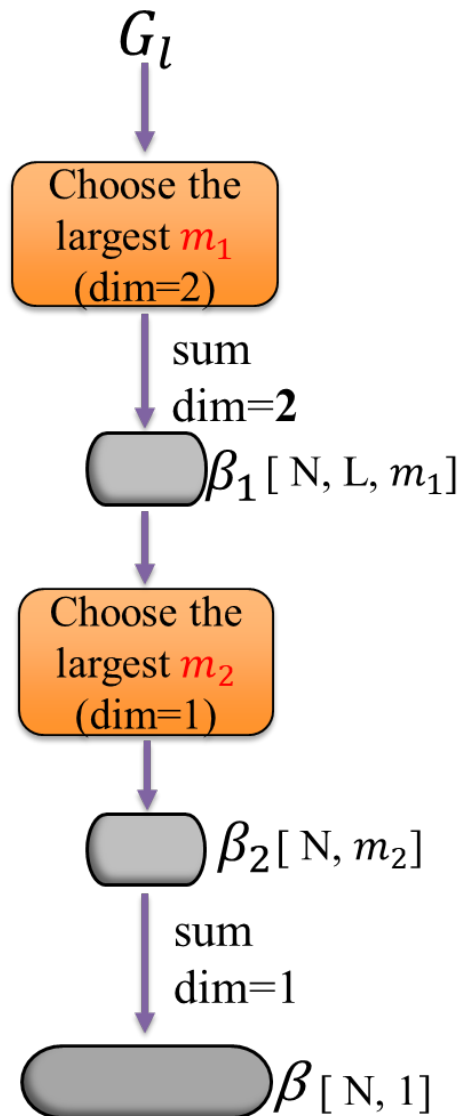 G_l
Choose the
largest m_1
(dim=2)
sum
dim=2
β_1[ N, L, m_1]
Choose the
largest m_2
(dim=1)
β_2[ N, m_2]
sum
dim=1
β[ N, 1]